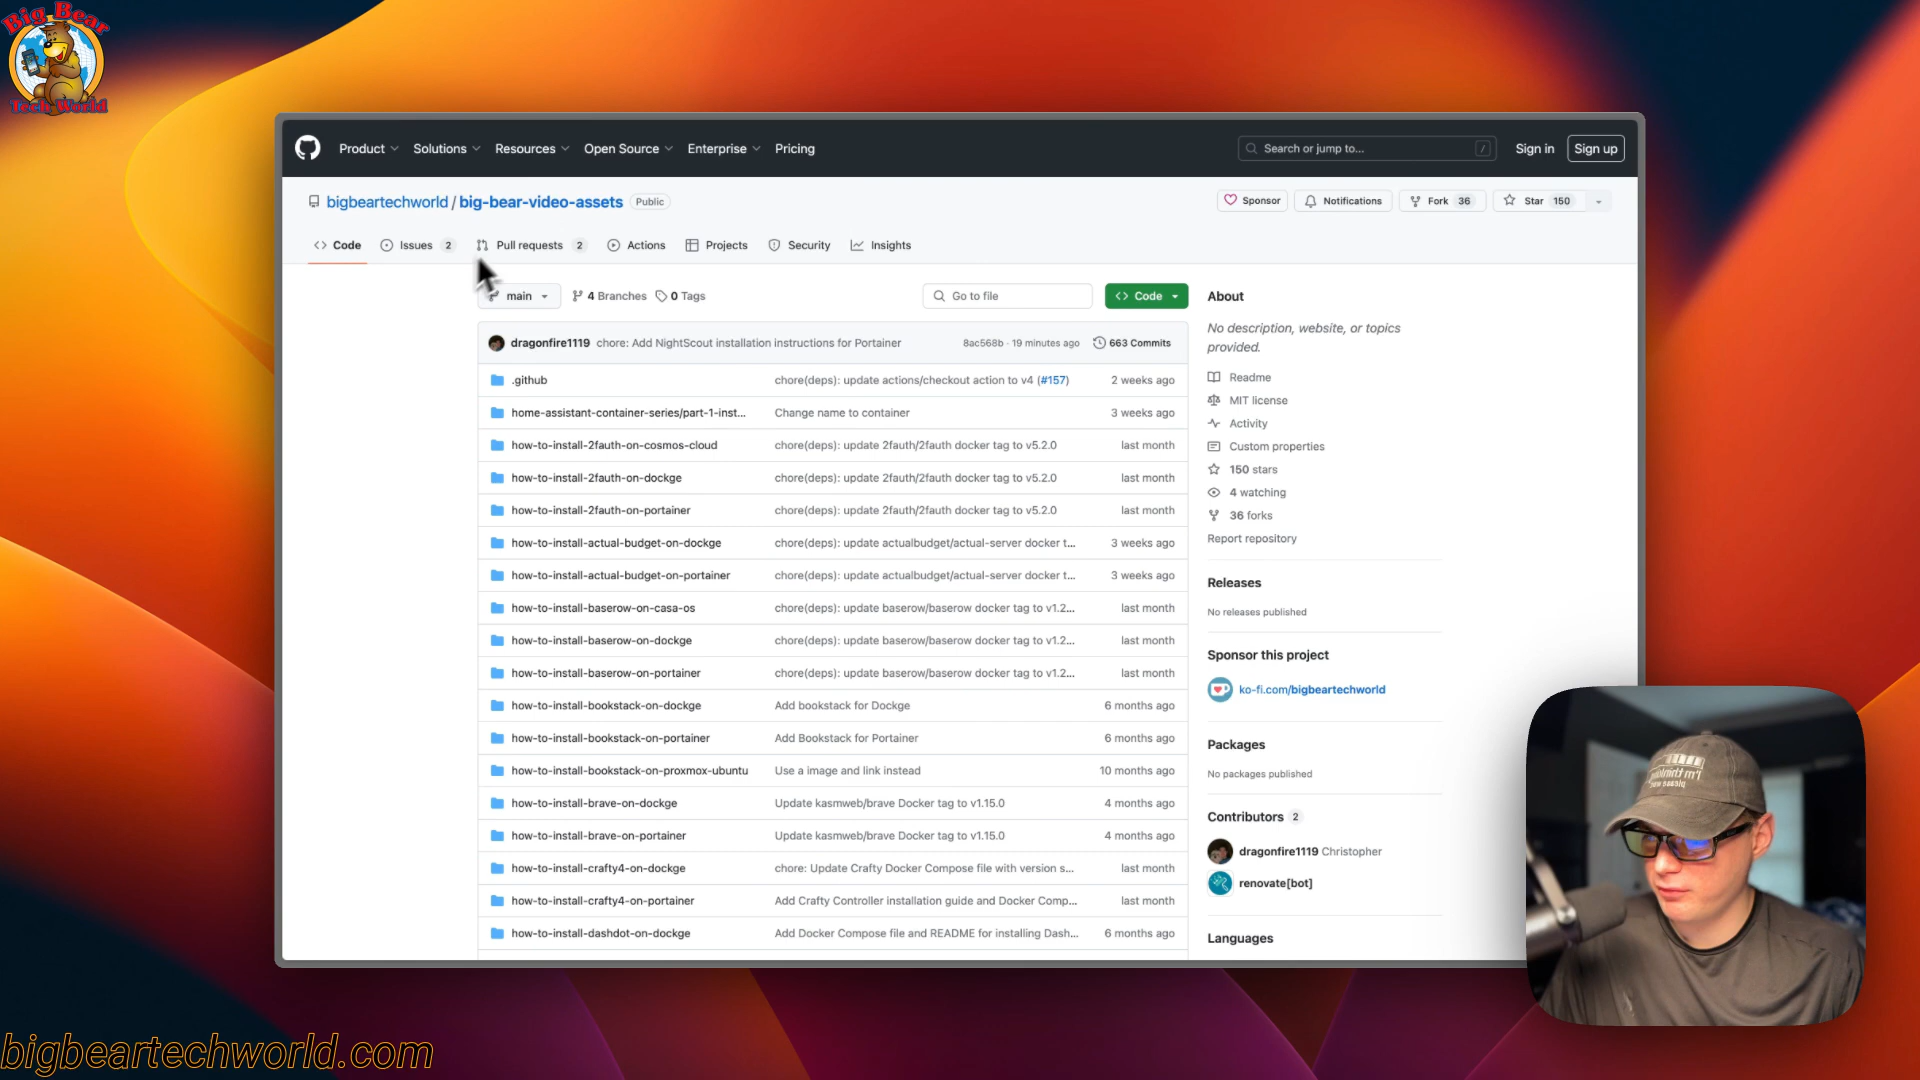 Big Bear
Tech World
Product
Solutions
Resources
Open Source
Enterprise
Pricing
Search or jump to...
/
Sign in
Sign up
bigbeartechworld / big-bear-video-assets
Public
Sponsor
Notifications
Fork 36
Star 150
Code
Issues 2
Pull requests 2
Actions
Projects
Security
Insights
main
4 Branches
0 Tags
Go to file
Code
dragonfire1119 chore: Add NightScout installation instructions for Portainer 8ac568b · 19 minutes ago 663 Commits
.github chore(deps): update actions/checkout action to v4 (#157) 2 weeks ago
home-assistant-container-series/part-1-inst... Change name to container 3 weeks ago
how-to-install-2fauth-on-cosmos-cloud chore(deps): update 2fauth/2fauth docker tag to v5.2.0 last month
how-to-install-2fauth-on-dockge chore(deps): update 2fauth/2fauth docker tag to v5.2.0 last month
how-to-install-2fauth-on-portainer chore(deps): update 2fauth/2fauth docker tag to v5.2.0 last month
how-to-install-actual-budget-on-dockge chore(deps): update actualbudget/actual-server docker t... 3 weeks ago
how-to-install-actual-budget-on-portainer chore(deps): update actualbudget/actual-server docker t... 3 weeks ago
how-to-install-baserow-on-casa-os chore(deps): update baserow/baserow docker tag to v1.2... last month
how-to-install-baserow-on-dockge chore(deps): update baserow/baserow docker tag to v1.2... last month
how-to-install-baserow-on-portainer chore(deps): update baserow/baserow docker tag to v1.2... last month
how-to-install-bookstack-on-dockge Add bookstack for Dockge 6 months ago
how-to-install-bookstack-on-portainer Add Bookstack for Portainer 6 months ago
how-to-install-bookstack-on-proxmox-ubuntu Use a image and link instead 10 months ago
how-to-install-brave-on-dockge Update kasmweb/brave Docker tag to v1.15.0 4 months ago
how-to-install-brave-on-portainer Update kasmweb/brave Docker tag to v1.15.0 4 months ago
how-to-install-crafty4-on-dockge chore: Update Crafty Docker Compose file with version s... last month
how-to-install-crafty4-on-portainer Add Crafty Controller installation guide and Docker Comp... last month
how-to-install-dashdot-on-dockge Add Docker Compose file and README for installing Dash... 6 months ago
About
No description, website, or topics
provided.
Readme
MIT license
Activity
Custom properties
150 stars
4 watching
36 forks
Report repository
Releases
No releases published
Sponsor this project
ko-fi.com/bigbeartechworld
Packages
No packages published
Contributors 2
dragonfire1119 Christopher
renovate[bot]
Languages
bigbeartechworld.com